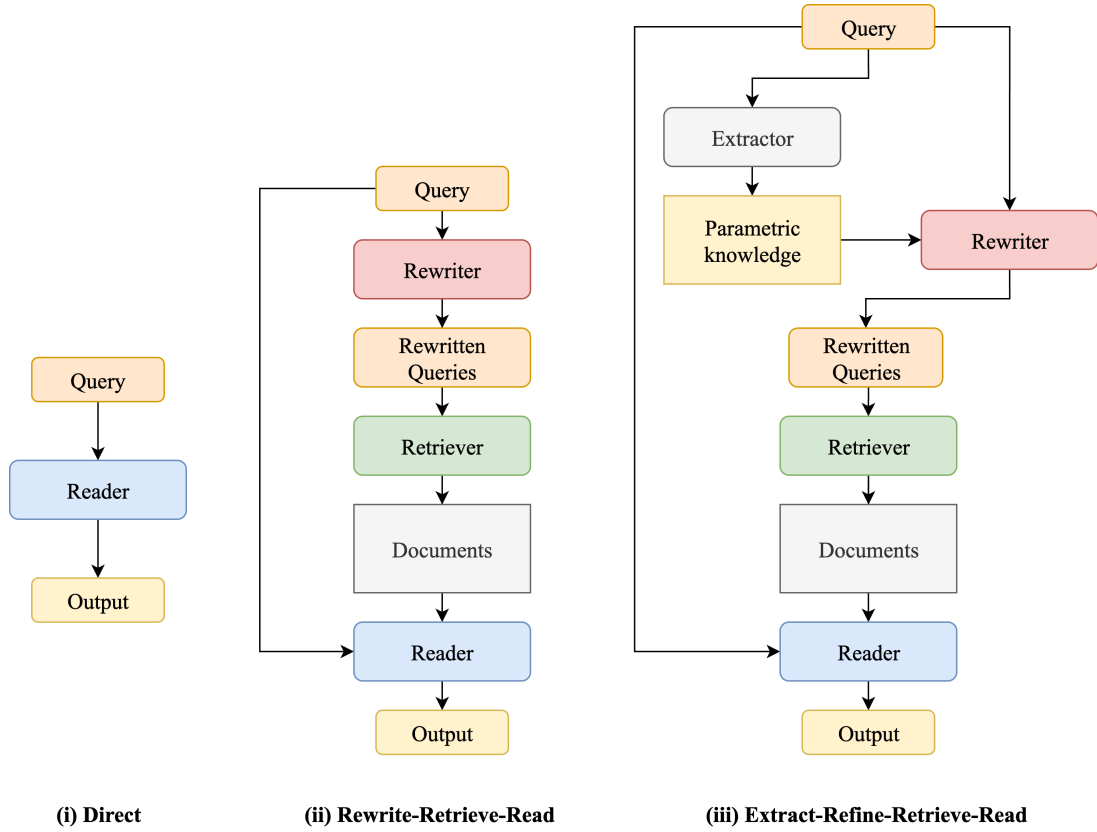 Query
Reader
Output
(i) Direct
Query
Rewriter
Rewritten
Queries
Retriever
Documents
Reader
Output
(ii) Rewrite-Retrieve-Read
Query
Extractor
Parametric
knowledge
Rewriter
Rewritten
Queries
Retriever
Documents
Reader
Output
(iii) Extract-Refine-Retrieve-Read